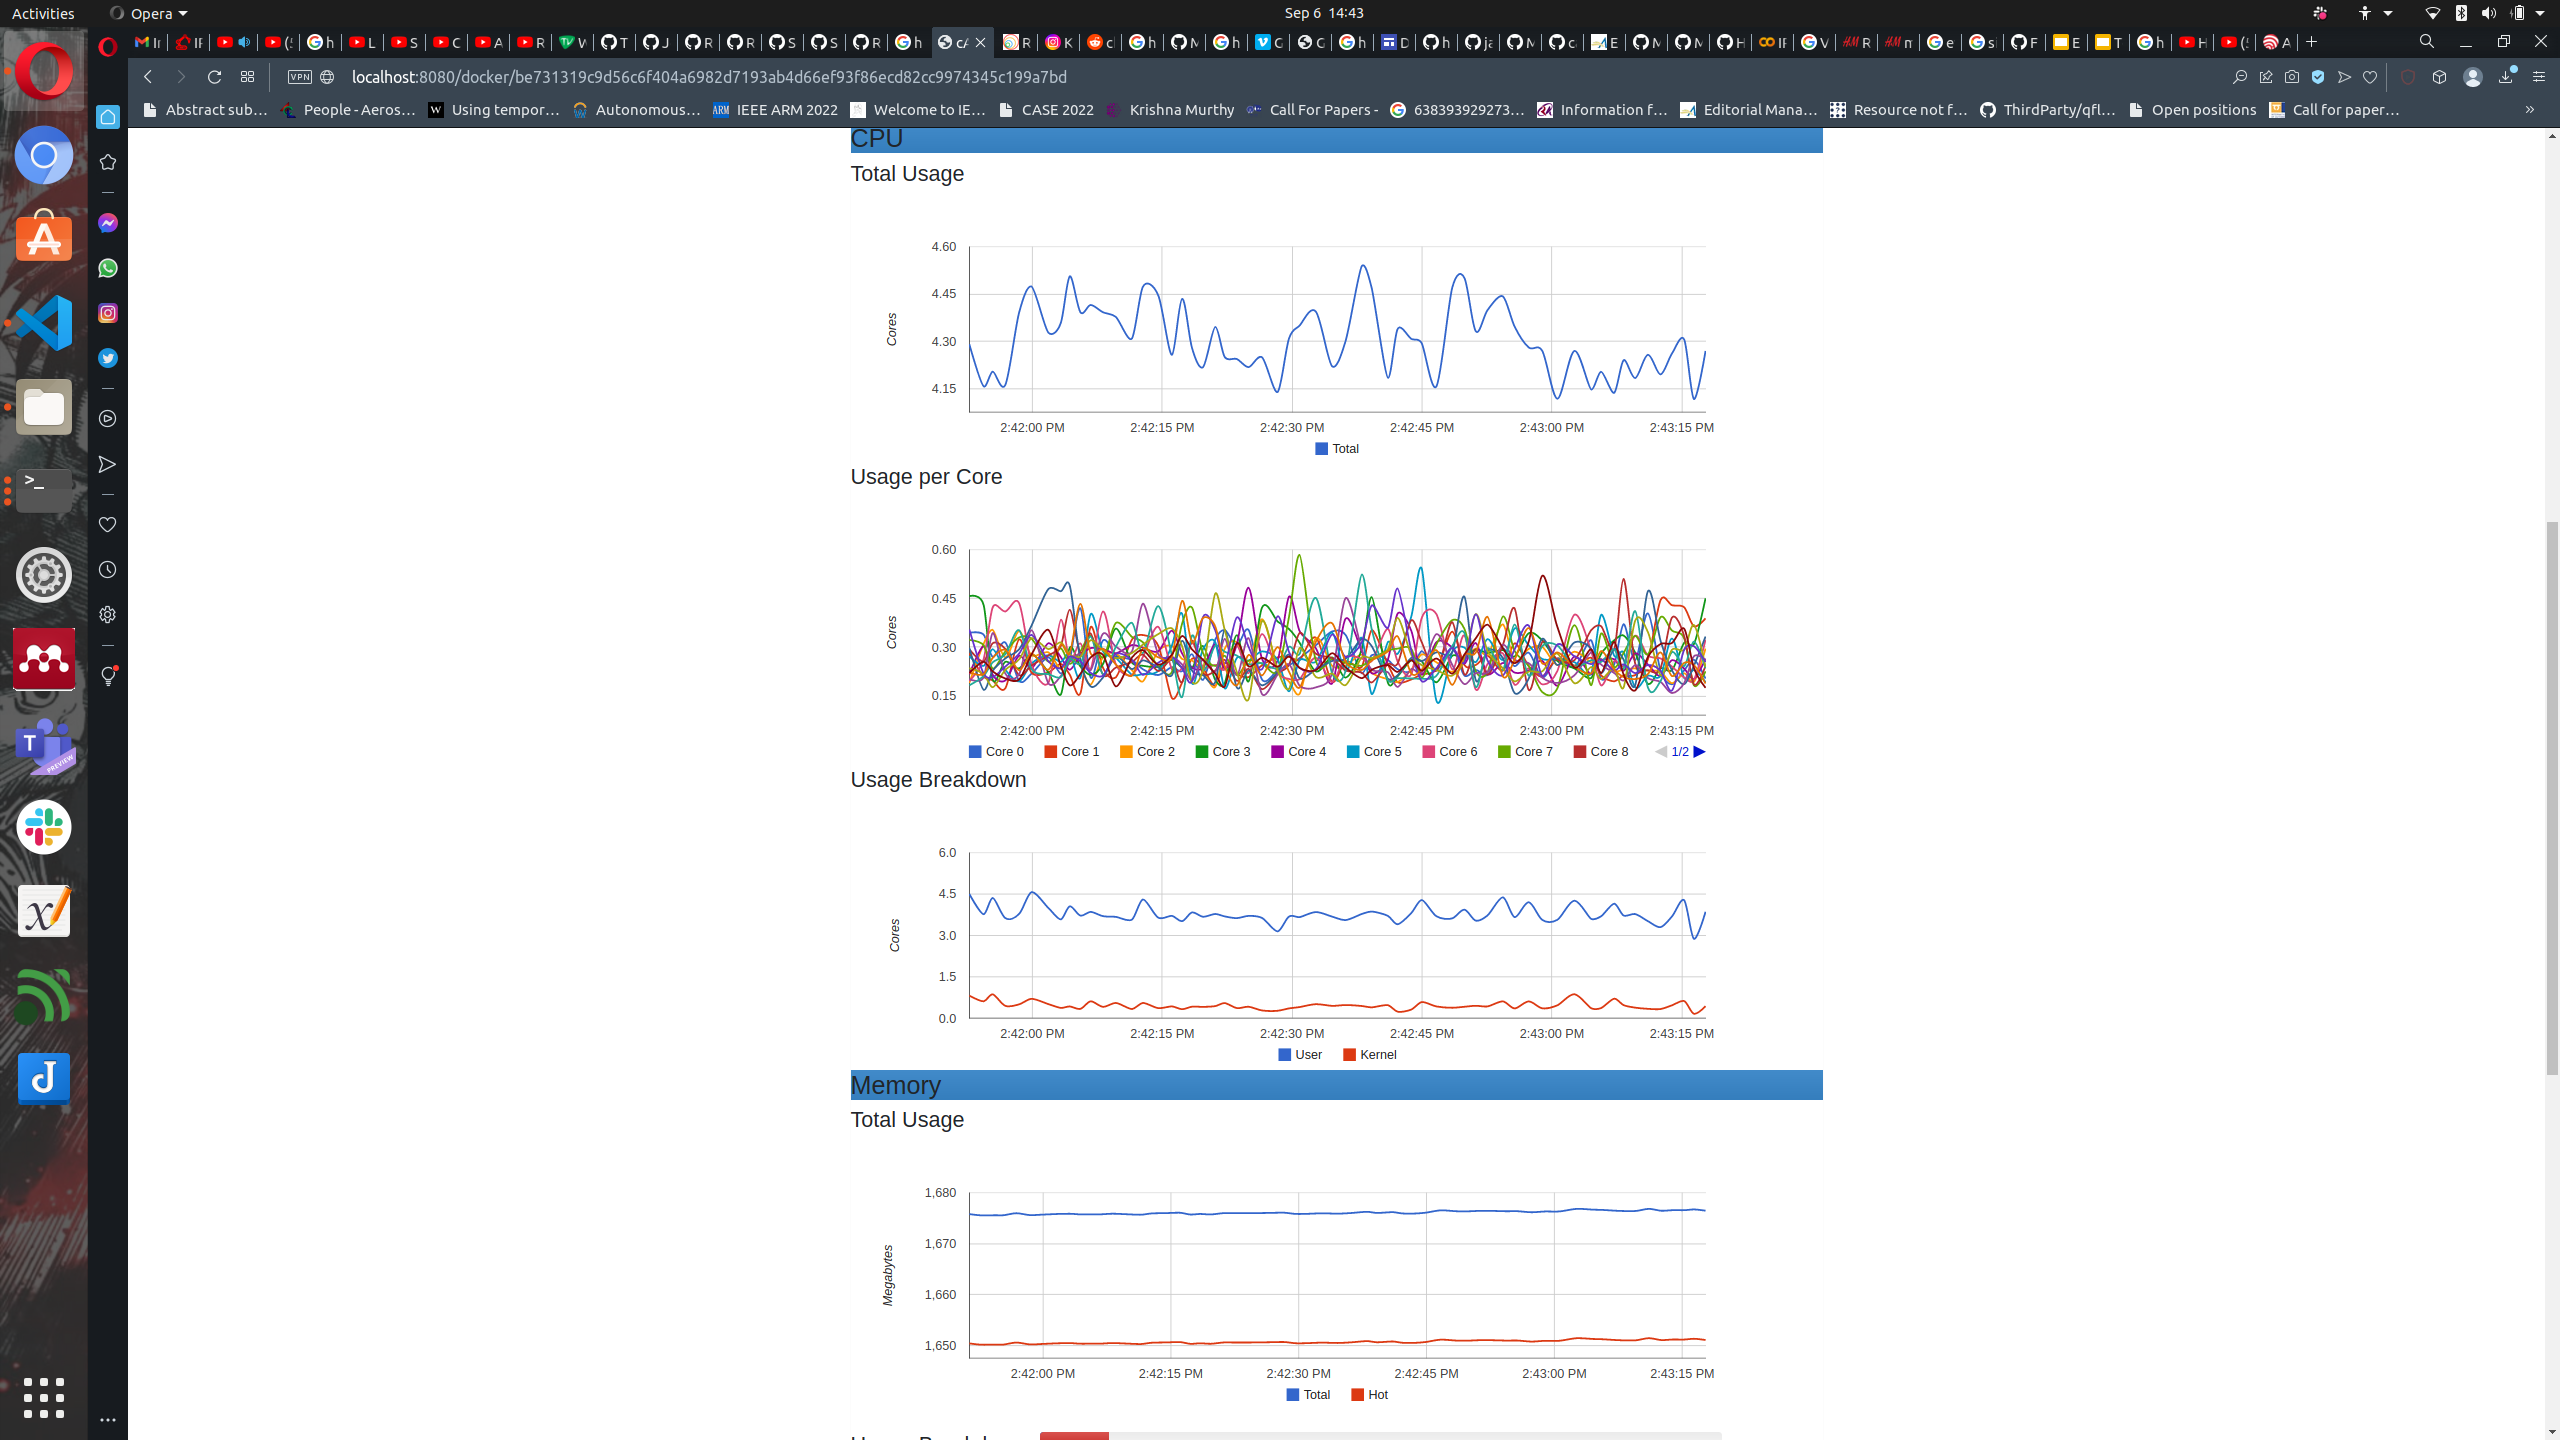 Activities
Opera
Sep 6 14:43
localhost:8080/docker/be731319c9d56c6f404a6982d7193ab4d66ef93f86ecd82cc9974345c199a7bd
VPN
Abstract sub…
People - Aeros…
Using tempor…
Autonomous…
IEEE ARM 2022
Welcome to IE…
CASE 2022
Krishna Murthy
Call For Papers -
638393929273…
Information f…
Editorial Mana…
Resource not f…
ThirdParty/qfl…
Open positions
Call for paper…
CPU
Total Usage
4.60
4.45
4.30
4.15
Cores
2:42:00 PM 2:42:15 PM 2:42:30 PM 2:42:45 PM 2:43:00 PM 2:43:15 PM
Total
Usage per Core
0.60
0.45
0.30
0.15
Cores
2:42:00 PM 2:42:15 PM 2:42:30 PM 2:42:45 PM 2:43:00 PM 2:43:15 PM
Core 0 Core 1 Core 2 Core 3 Core 4 Core 5 Core 6 Core 7 Core 8 1/2
Usage Breakdown
6.0
4.5
3.0
1.5
0.0
Cores
2:42:00 PM 2:42:15 PM 2:42:30 PM 2:42:45 PM 2:43:00 PM 2:43:15 PM
User Kernel
Memory
Total Usage
1,680
1,670
1,660
1,650
Megabytes
2:42:00 PM 2:42:15 PM 2:42:30 PM 2:42:45 PM 2:43:00 PM 2:43:15 PM
Total Hot
PREVIEW